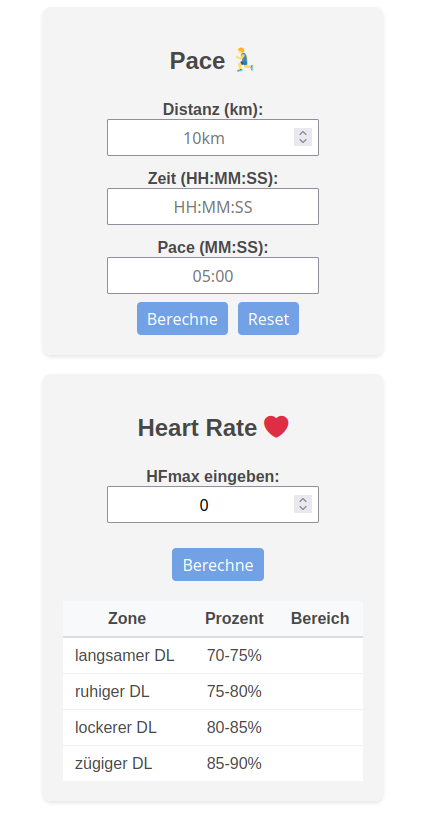 Pace 🏃
Distanz (km):
10km
Zeit (HH:MM:SS):
HH:MM:SS
Pace (MM:SS):
05:00
Berechne Reset
Heart Rate ❤️
HFmax eingeben:
0
Berechne
Zone Prozent Bereich
langsamer DL 70-75%
ruhiger DL 75-80%
lockerer DL 80-85%
zügiger DL 85-90%